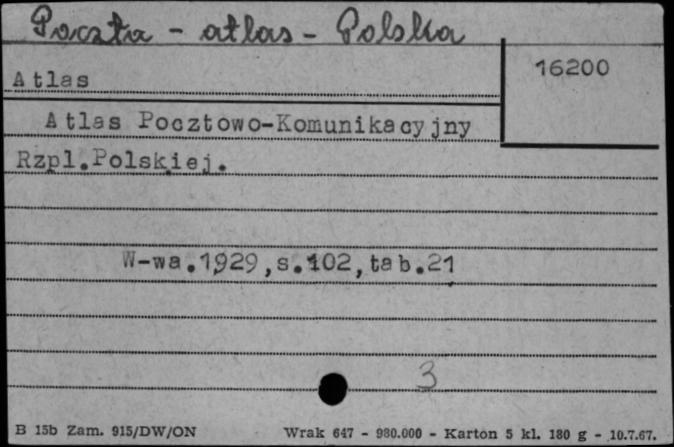 Poczta - atlas - Polska
16200
Atlas
Atlas Pocztowo-Komunikacyjny
Rzpl.Polskiej.
W-wa.1929,s.102,tab.21
3
B 15b Zam. 915/DW/ON Wrak 647 - 980.000 - Karton 5 kl. 180 g - 10.7.67.